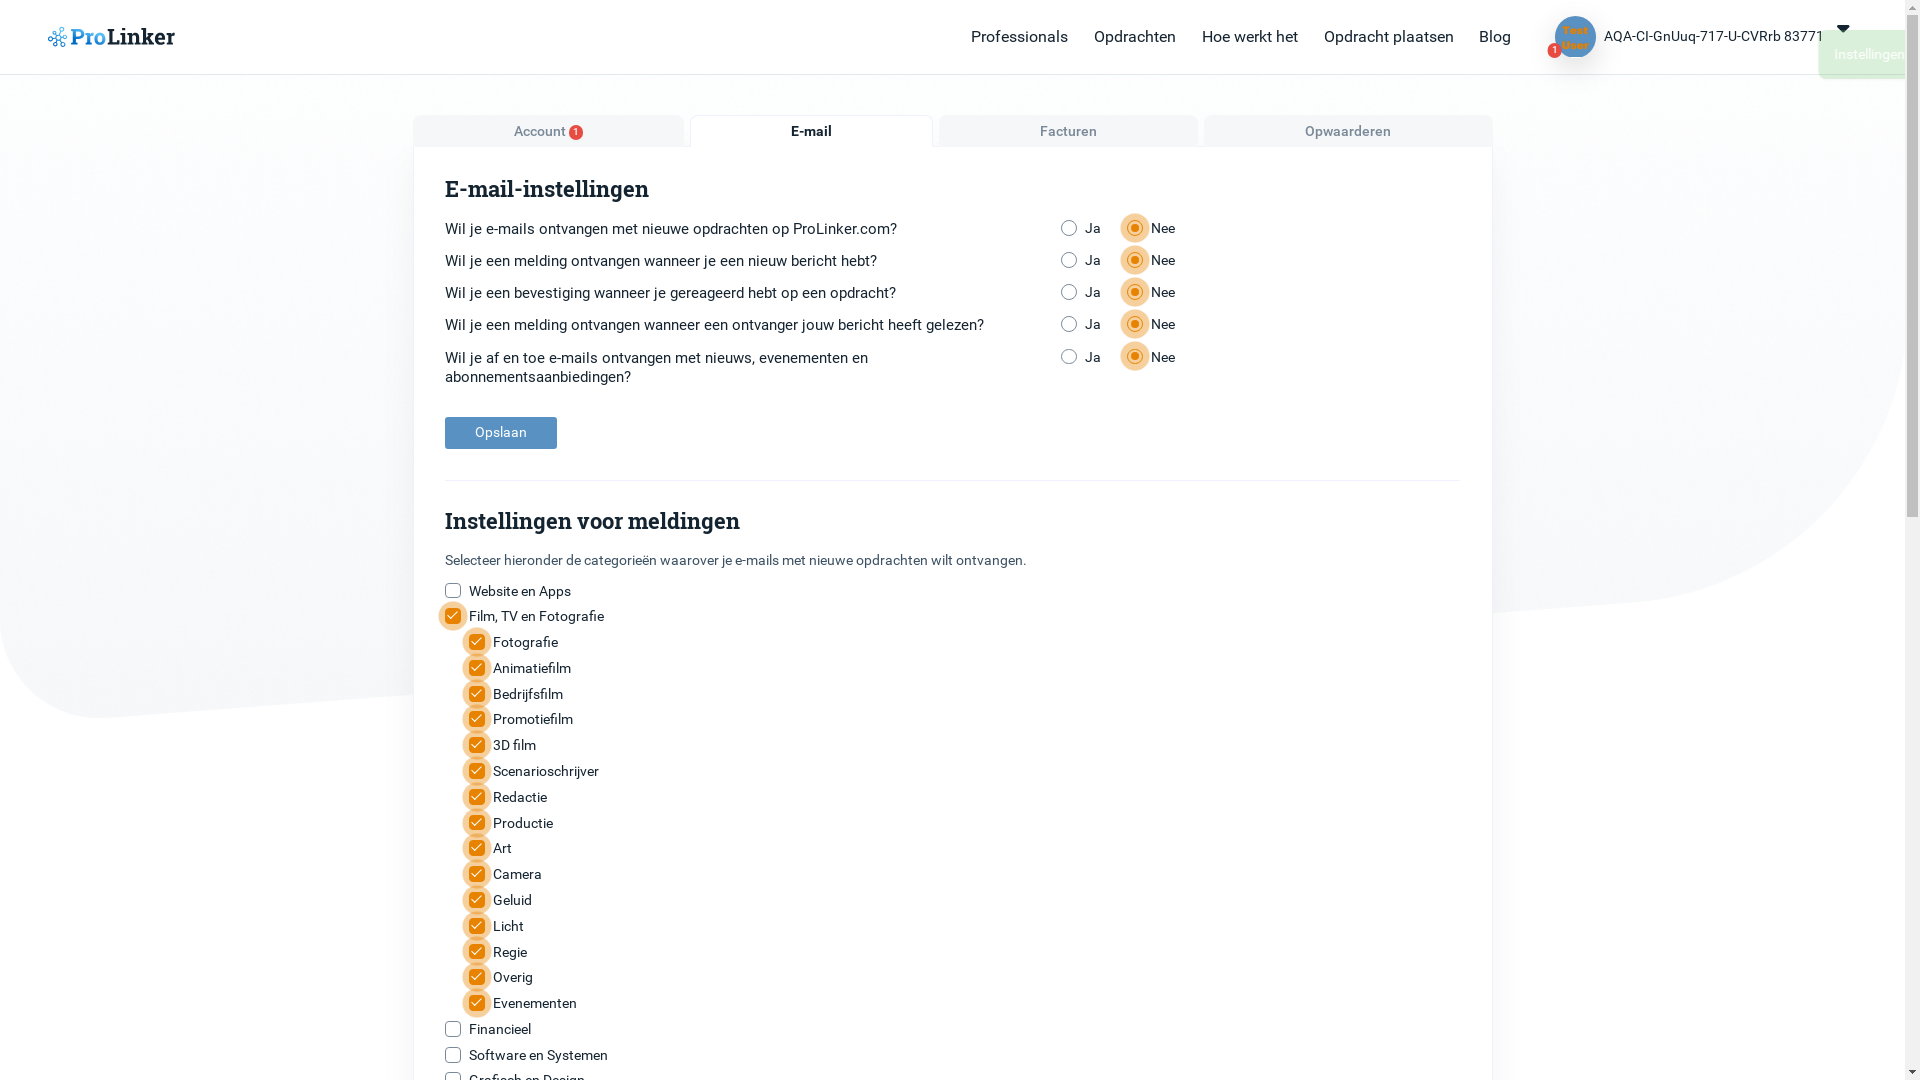 ProLinker
Professionals
Opdrachten
Hoe werkt het
Opdracht plaatsen
Blog
Test
User
1
AQA-CI-GnUuq-717-U-CVRrb 83771
Instellingen
Account 1
E-mail
Facturen
Opwaarderen
E-mail-instellingen
Wil je e-mails ontvangen met nieuwe opdrachten op ProLinker.com? Ja Nee
Wil je een melding ontvangen wanneer je een nieuw bericht hebt? Ja Nee
Wil je een bevestiging wanneer je gereageerd hebt op een opdracht? Ja Nee
Wil je een melding ontvangen wanneer een ontvanger jouw bericht heeft gelezen? Ja Nee
Wil je af en toe e-mails ontvangen met nieuws, evenementen en Ja Nee
abonnementsaanbiedingen?
Opslaan
Instellingen voor meldingen
Selecteer hieronder de categorieën waarover je e-mails met nieuwe opdrachten wilt ontvangen.
Website en Apps
Film, TV en Fotografie
Fotografie
Animatiefilm
Bedrijfsfilm
Promotiefilm
3D film
Scenarioschrijver
Redactie
Productie
Art
Camera
Geluid
Licht
Regie
Overig
Evenementen
Financieel
Software en Systemen
Grafisch en Design